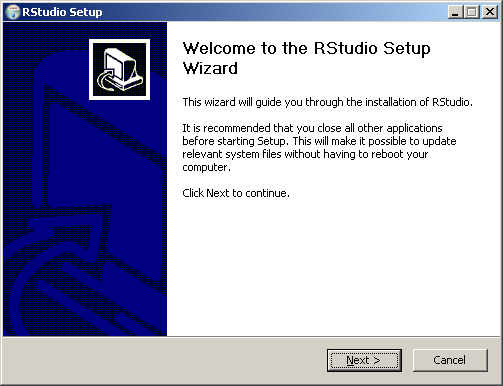 RStudio Setup
Welcome to the RStudio Setup
Wizard
This wizard will guide you through the installation of RStudio.
It is recommended that you close all other applications
before starting Setup. This will make it possible to update
relevant system files without having to reboot your
computer.
Click Next to continue.
Next >
Cancel